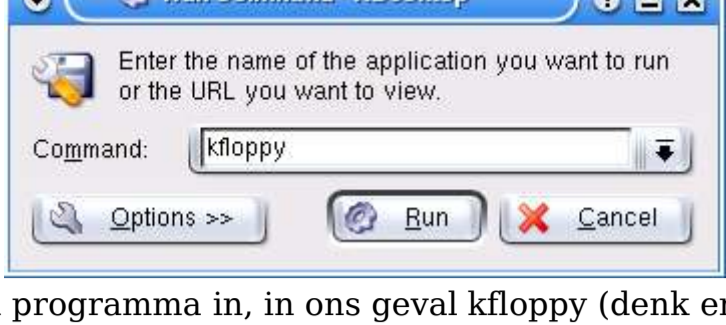 Enter the name of the application you want to run
or the URL you want to view.
Command: kfloppy
Options >> Run Cancel
programma in, in ons geval kfloppy (denk